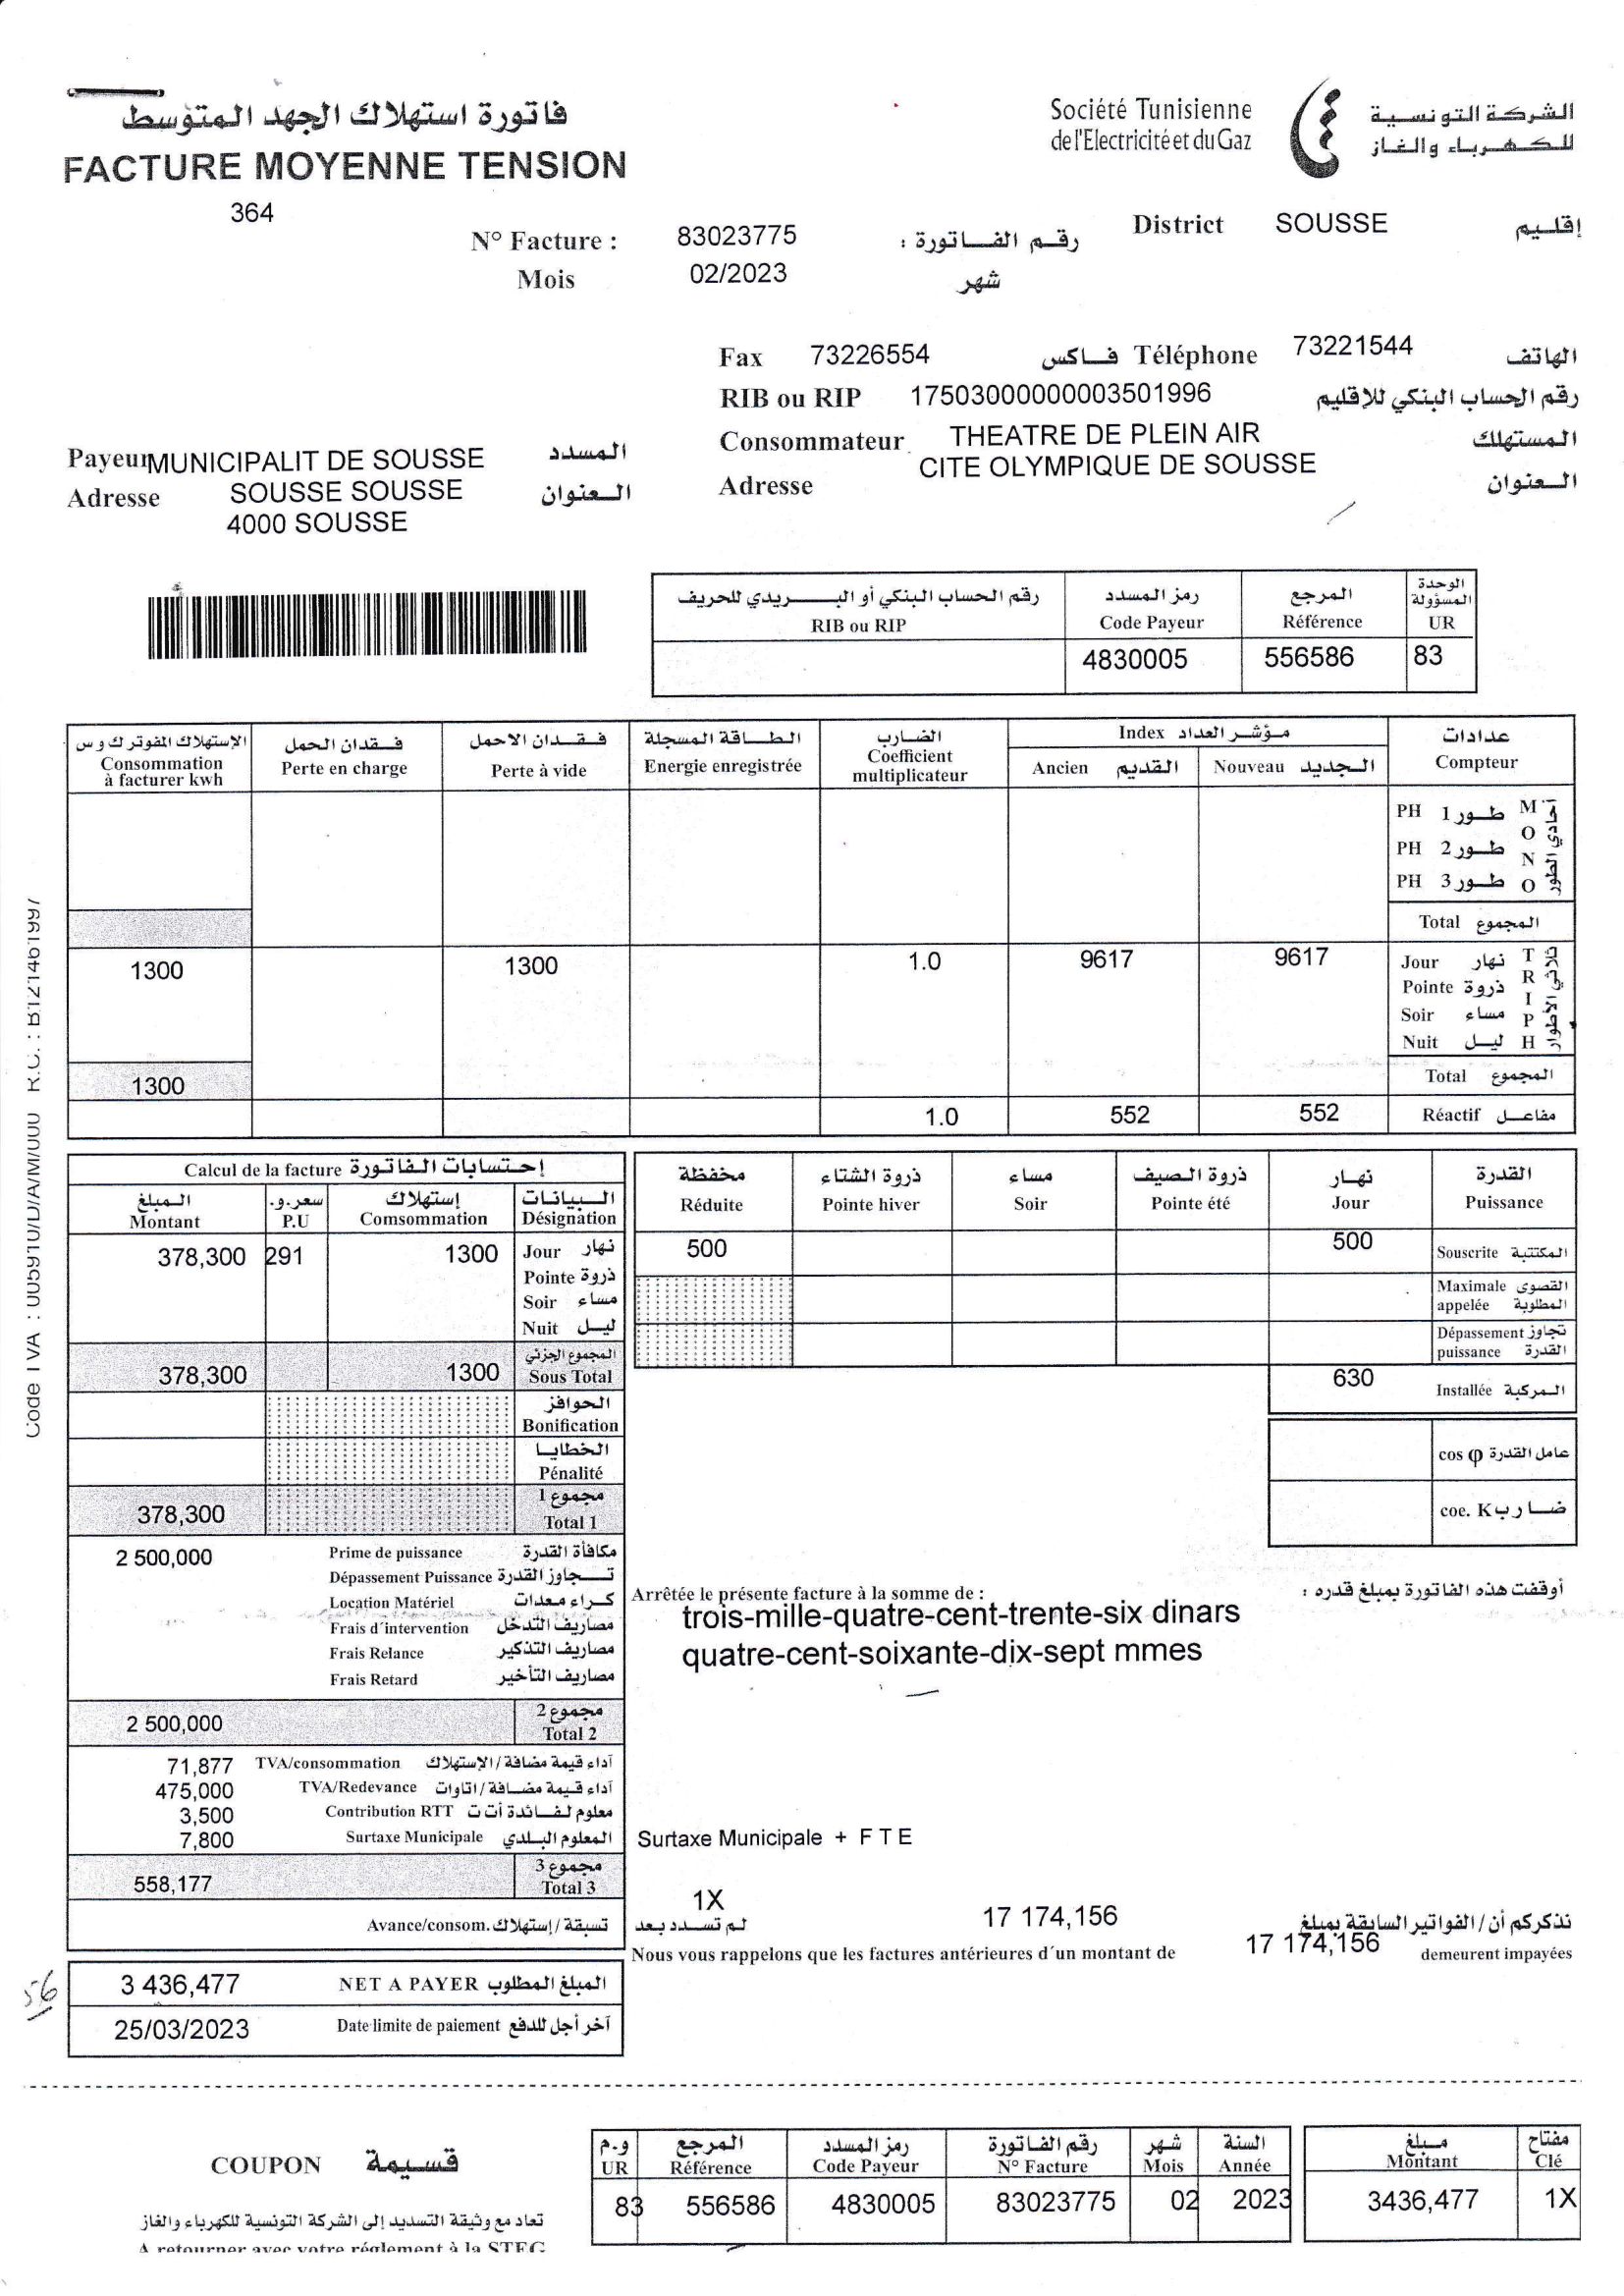 فاتورة استهلاك الجهد المتوسط
FACTURE MOYENNE TENSION
364
Société Tunisienne
de l'Electricité et du Gaz
الشركة التونسية
للكهرباء والغاز
N° Facture : 83023775 رقم الفاتورة :
Mois 02/2023 شهر
District SOUSSE إقليم
Fax 73226554 فاكس Téléphone 73221544 الهاتف
RIB ou RIP 17503000000003501996 رقم الحساب البنكي للإقليم
Consommateur THEATRE DE PLEIN AIR المستهلك
Adresse CITE OLYMPIQUE DE SOUSSE العنوان
Payeur MUNICIPALIT DE SOUSSE المسدد
Adresse SOUSSE SOUSSE العنوان
4000 SOUSSE
رقم الحساب البنكي أو البريدي للحريف رمز المسدد المرجع الوحدة المسؤولة
RIB ou RIP Code Payeur Référence UR
4830005 556586 83
الإستهلاك المفوتر ك و س فقدان الحمل فقدان الاحمل الطاقة المسجلة الضارب Index مؤشر العداد عدادات
Consommation à facturer kwh Perte en charge Perte à vide Energie enregistrée Coefficient multiplicateur Ancien القديم Nouveau الجديد Compteur
PH 1 طور
PH 2 طور
PH 3 طور
MONO أحادي الطور
Total المجموع
1300 1300 1.0 9617 9617 Jour نهار
Pointe ذروة
Soir مساء
Nuit ليل
TRIPH ثلاثي الأطوار
1300 Total المجموع
1.0 552 552 Réactif مفاعل
Code TVA : 005910/D/A/M/000 R.C. : B121461997
Calcul de la facture إحتسابات الفاتورة
المبلغ سعر.و. إستهلاك البيانات
Montant P.U Comsommation Désignation
378,300 291 1300 Jour نهار
Pointe ذروة
Soir مساء
Nuit ليل
378,300 1300 المجموع الجزئي Sous Total
الحوافز
Bonification
الخطايا
Pénalité
378,300 مجموع 1 Total 1
2 500,000 Prime de puissance مكافأة القدرة
Dépassement Puissance تجاوز القدرة
Location Matériel كراء معدات
Frais d'intervention مصاريف التدخل
Frais Relance مصاريف التذكير
Frais Retard مصاريف التأخير
2 500,000 مجموع 2 Total 2
71,877 TVA/consommation آداء قيمة مضافة/الإستهلاك
475,000 TVA/Redevance آداء قيمة مضافة/اتاوات
3,500 Contribution RTT معلوم لفائدة أ ت ت
7,800 Surtaxe Municipale المعلوم البلدي
558,177 مجموع 3 Total 3
Avance/consom. تسبقة/إستهلاك
3 436,477 NET A PAYER المبلغ المطلوب
25/03/2023 Date limite de paiement آخر أجل للدفع
56
مخفظة ذروة الشتاء مساء ذروة الصيف نهار القدرة
Réduite Pointe hiver Soir Pointe été Jour Puissance
500 500 Souscrite المكتتبة
Maximale appelée القصوى المطلوبة
Dépassement puissance تجاوز القدرة
630 Installée المركبة
cos φ عامل القدرة
coe. K ضارب
Arrêtée le présente facture à la somme de : أوقفت هذه الفاتورة بمبلغ قدره :
trois-mille-quatre-cent-trente-six dinars
quatre-cent-soixante-dix-sept mmes
Surtaxe Municipale + F T E
1X
لم تسدد بعد 17 174,156 نذكركم أن/الفواتير السابقة بمبلغ
Nous vous rappelons que les factures antérieures d'un montant de 17 174,156 demeurent impayées
COUPON قسيمة
تعاد مع وثيقة التسديد إلى الشركة التونسية للكهرباء والغاز
A retourner avec votre réglement à la STEG
و.م المرجع رمز المسدد رقم الفاتورة شهر السنة مبلغ مفتاح
UR Référence Code Payeur N° Facture Mois Année Montant Clé
83 556586 4830005 83023775 02 2023 3436,477 1X